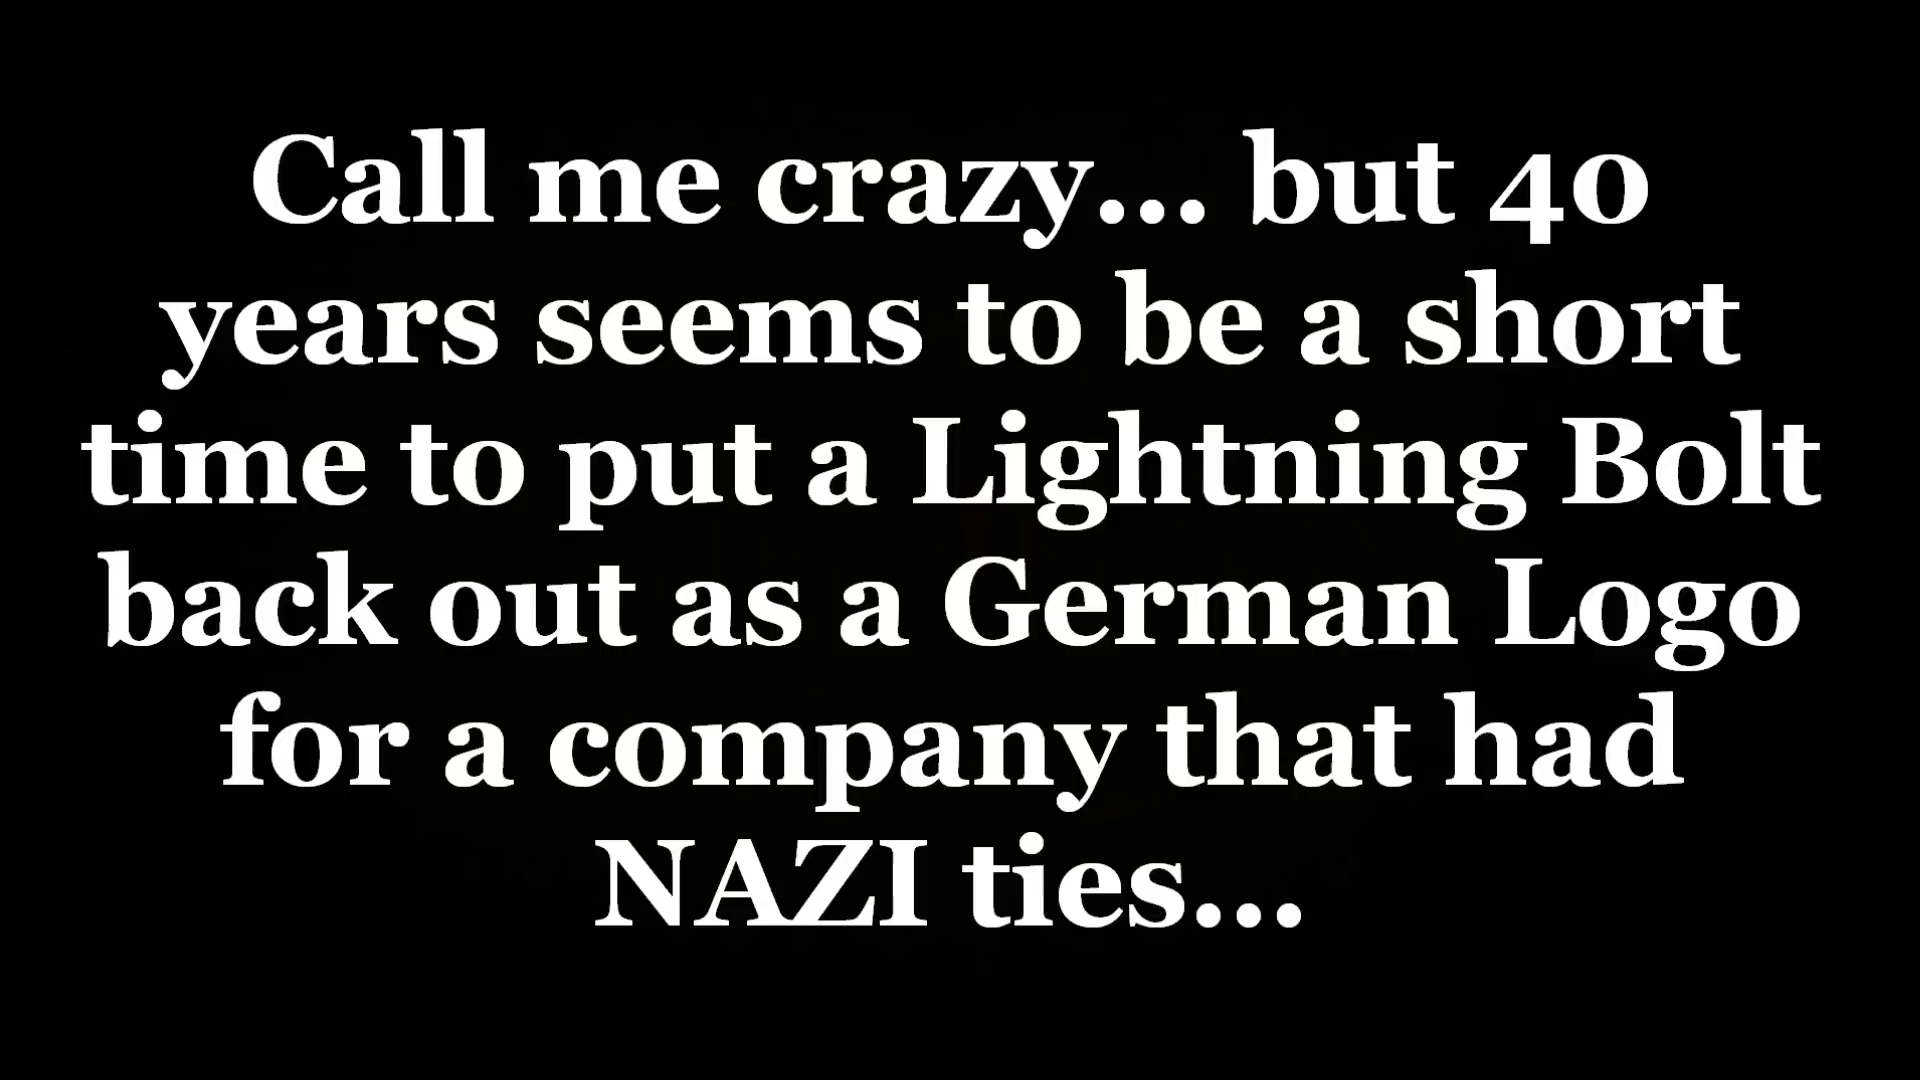 Call me crazy... but 40
years seems to be a short
time to put a Lightning Bolt
back out as a German Logo
for a company that had
NAZI ties...